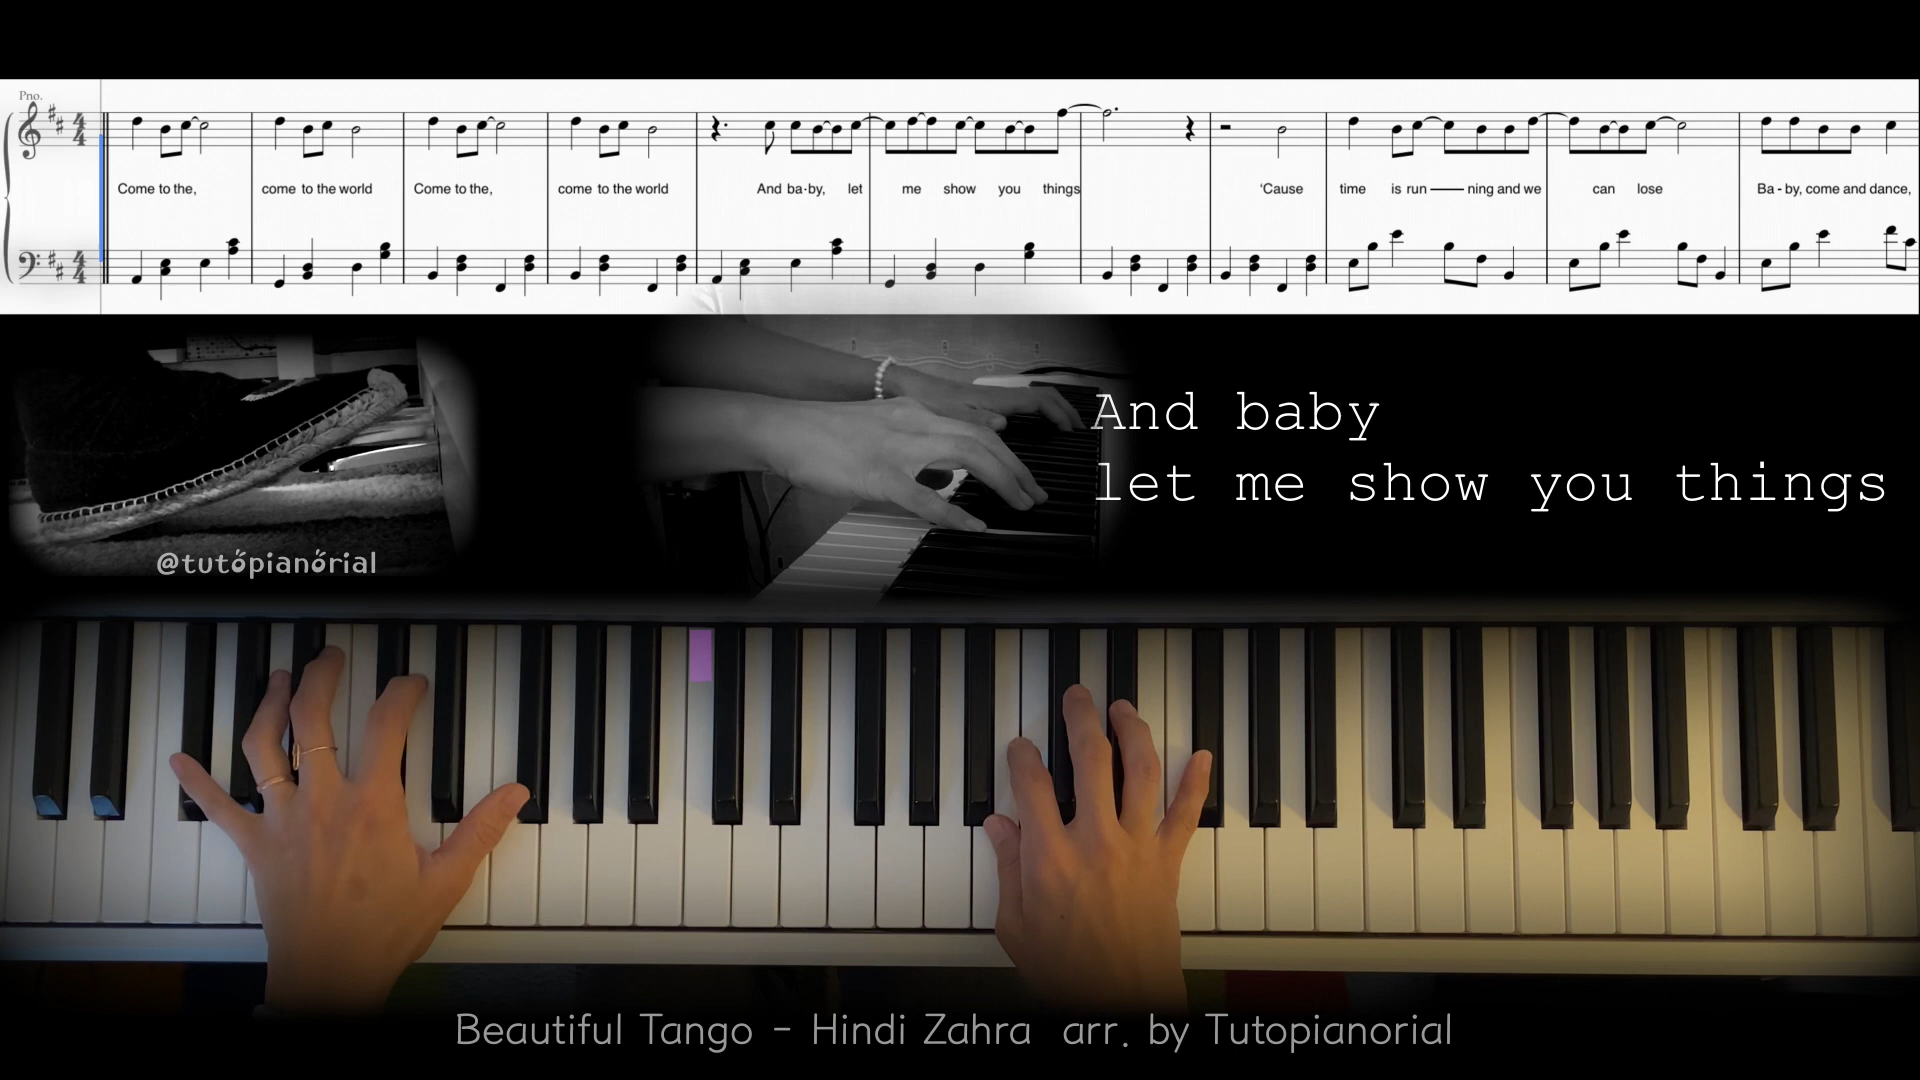 Pno.
Come to the, come to the world Come to the, come to the world And ba-by, let me show you things 'Cause time is run ning and we can lose Ba - by, come and dance,
And baby
let me show you things
@tutópianórial
Beautiful Tango - Hindi Zahra arr. by Tutopianorial